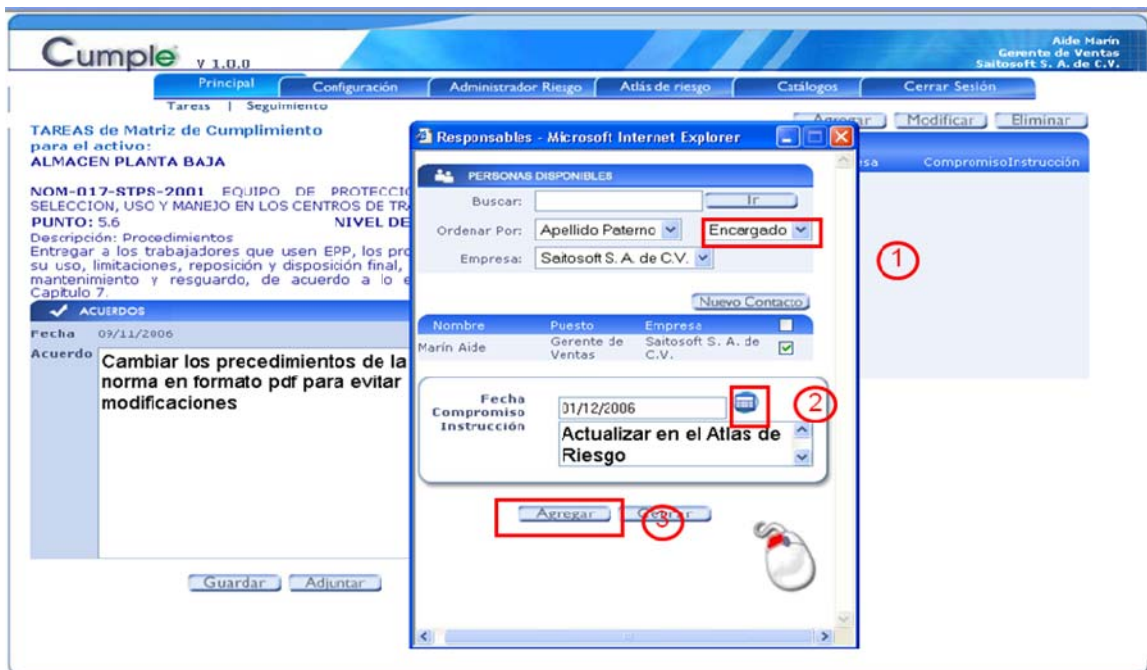 Cumple V 1.0.0
Aide Marín
Gerente de Ventas
Saitosoft S. A. de C.V.
Principal Configuración Administrador Riesgo Atlás de riesgo Catálogos Cerrar Sesión
Tareas | Seguimiento
Agregar Modificar Eliminar
CompromisoInstrucción
TAREAS de Matriz de Cumplimiento
para el activo:
ALMACEN PLANTA BAJA
NOM-017-STPS-2001 EQUIPO DE
SELECCION, USO Y MANEJO EN LOS CENTROS DE
PUNTO: 5.6 NIVEL DE
Descripción: Procedimientos
Entregar a los trabajadores que usen EPP, los
su uso, limitaciones, reposición y disposición final,
mantenimiento y resguardo, de acuerdo a lo
Capítulo 7.
ACUERDOS
Fecha 09/11/2006
Acuerdo Cambiar los precedimientos de la
norma en formato pdf para evitar
modificaciones
Guardar Adjuntar
Responsables - Microsoft Internet Explorer
PERSONAS DISPONIBLES
Buscar: Ir
Ordenar Por: Apellido Paterno Encargado
Empresa: Saitosoft S. A. de C.V.
1
Nuevo Contacto
Nombre Puesto Empresa
Marín Aide Gerente de Ventas Saitosoft S. A. de C.V.
Fecha
Compromiso 01/12/2006
2
Instrucción Actualizar en el Atlas de
Riesgo
Agregar Cerrar
3